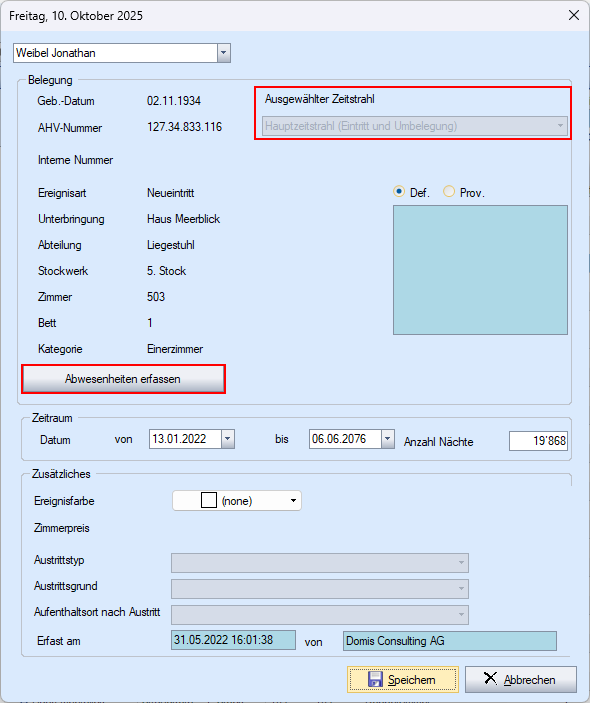 Freitag, 10. Oktober 2025
Weibel Jonathan
Belegung
Geb.-Datum 02.11.1934
Ausgewählter Zeitstrahl
AHV-Nummer 127.34.833.116
Hauptzeitstrahl (Eintritt und Umbelegung)
Interne Nummer
Ereignisart Neueintritt
Def. Prov.
Unterbringung Haus Meerblick
Abteilung Liegestuhl
Stockwerk 5. Stock
Zimmer 503
Bett 1
Kategorie Einerzimmer
Abwesenheiten erfassen
Zeitraum
Datum von 13.01.2022 bis 06.06.2076 Anzahl Nächte 19'868
Zusätzliches
Ereignisfarbe (none)
Zimmerpreis
Austrittstyp
Austrittsgrund
Aufenthaltsort nach Austritt
Erfast am 31.05.2022 16:01:38 von Domis Consulting AG
Speichern Abbrechen